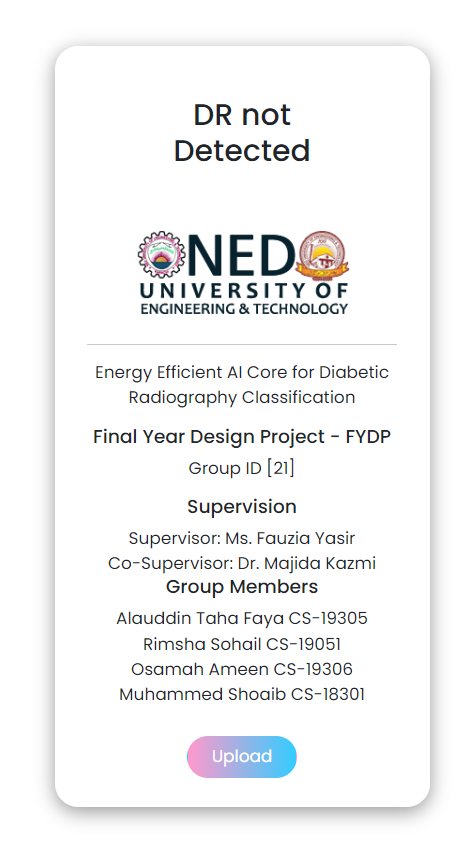 DR not
Detected
NED
UNIVERSITY OF
ENGINEERING & TECHNOLOGY
Energy Efficient AI Core for Diabetic
Radiography Classification
Final Year Design Project - FYDP
Group ID [21]
Supervision
Supervisor: Ms. Fauzia Yasir
Co-Supervisor: Dr. Majida Kazmi
Group Members
Alauddin Taha Faya CS-19305
Rimsha Sohail CS-19051
Osamah Ameen CS-19306
Muhammed Shoaib CS-18301
Upload